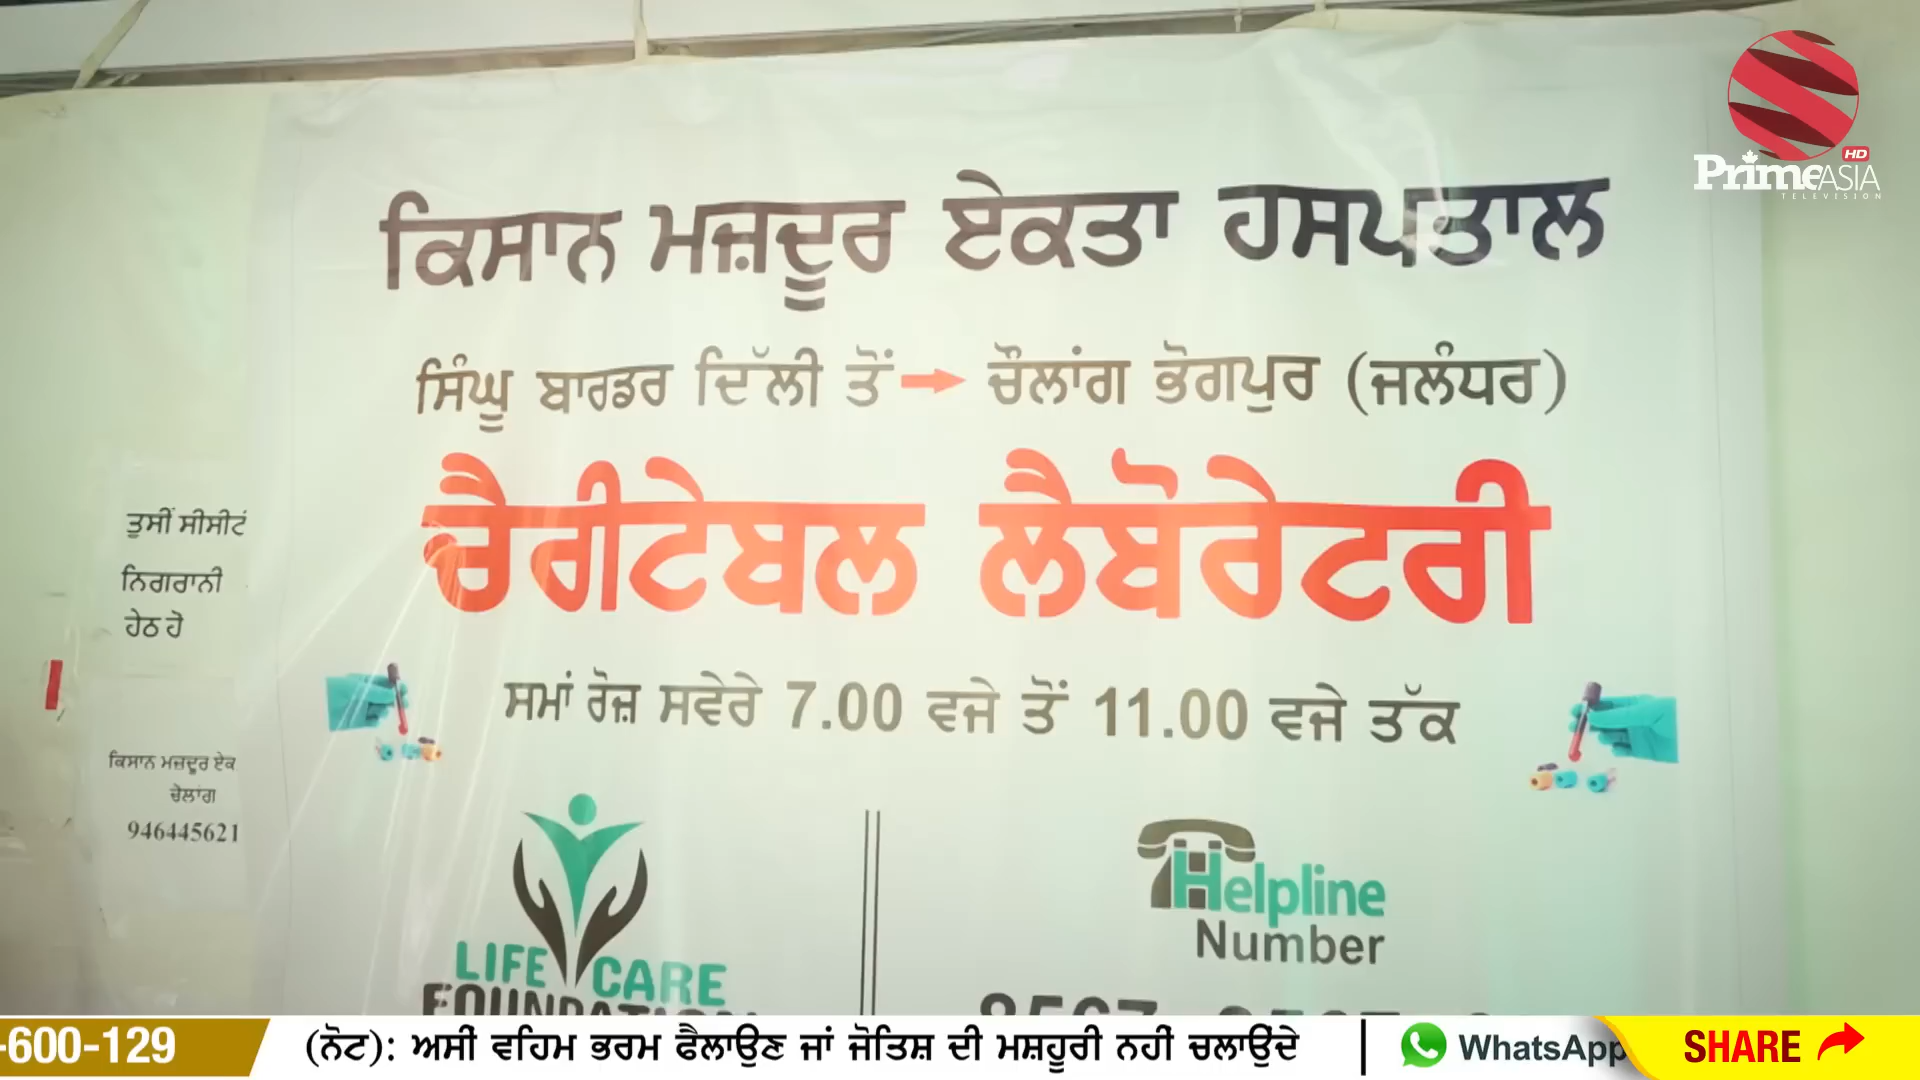 ਕਿਸਾਨ ਮਜ਼ਦੂਰ ਏਕਤਾ ਹਸਪਤਾਲ
ਸਿੰਘੂ ਬਾਰਡਰ ਦਿੱਲੀ ਤੋਂ → ਚੌਲਾਂਗ ਭੋਗਪੁਰ (ਜਲੰਧਰ)
ਚੈਰੀਟੇਬਲ ਲੈਬੋਰੇਟਰੀ
ਸਮਾਂ ਰੋਜ਼ ਸਵੇਰੇ 7.00 ਵਜੇ ਤੋਂ 11.00 ਵਜੇ ਤੱਕ
LIFE CARE
FOUNDATION
Helpline
Number
ਤੁਸੀਂ ਸੀਸੀਟੀ
ਨਿਗਰਾਨੀ
ਹੇਠ ਹੋ
ਕਿਸਾਨ ਮਜ਼ਦੂਰ ਏਕ
ਚੋਲਾਂਗ
946445621
Prime ASIA HD
TELEVISION
-600-129 (ਨੋਟ): ਅਸੀਂ ਵਹਿਮ ਭਰਮ ਫੈਲਾਉਣ ਜਾਂ ਜੋਤਿਸ਼ ਦੀ ਮਸ਼ਹੂਰੀ ਨਹੀਂ ਚਲਾਉਂਦੇ | WhatsApp SHARE